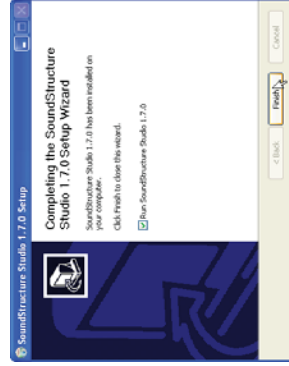 SoundStructure Studio 1.7.0 Setup
Completing the SoundStructure
Studio 1.7.0 Setup Wizard
SoundStructure Studio 1.7.0 has been installed on
your computer.
Click Finish to close this wizard.
Run SoundStructure Studio 1.7.0
< Back
Finish
Cancel